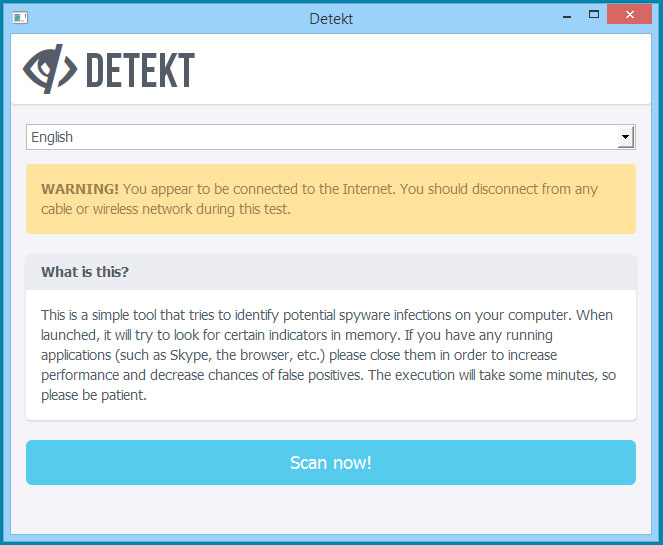 Detekt
DETEKT
English
WARNING! You appear to be connected to the Internet. You should disconnect from any
cable or wireless network during this test.
What is this?
This is a simple tool that tries to identify potential spyware infections on your computer. When
launched, it will try to look for certain indicators in memory. If you have any running
applications (such as Skype, the browser, etc.) please close them in order to increase
performance and decrease chances of false positives. The execution will take some minutes, so
please be patient.
Scan now!